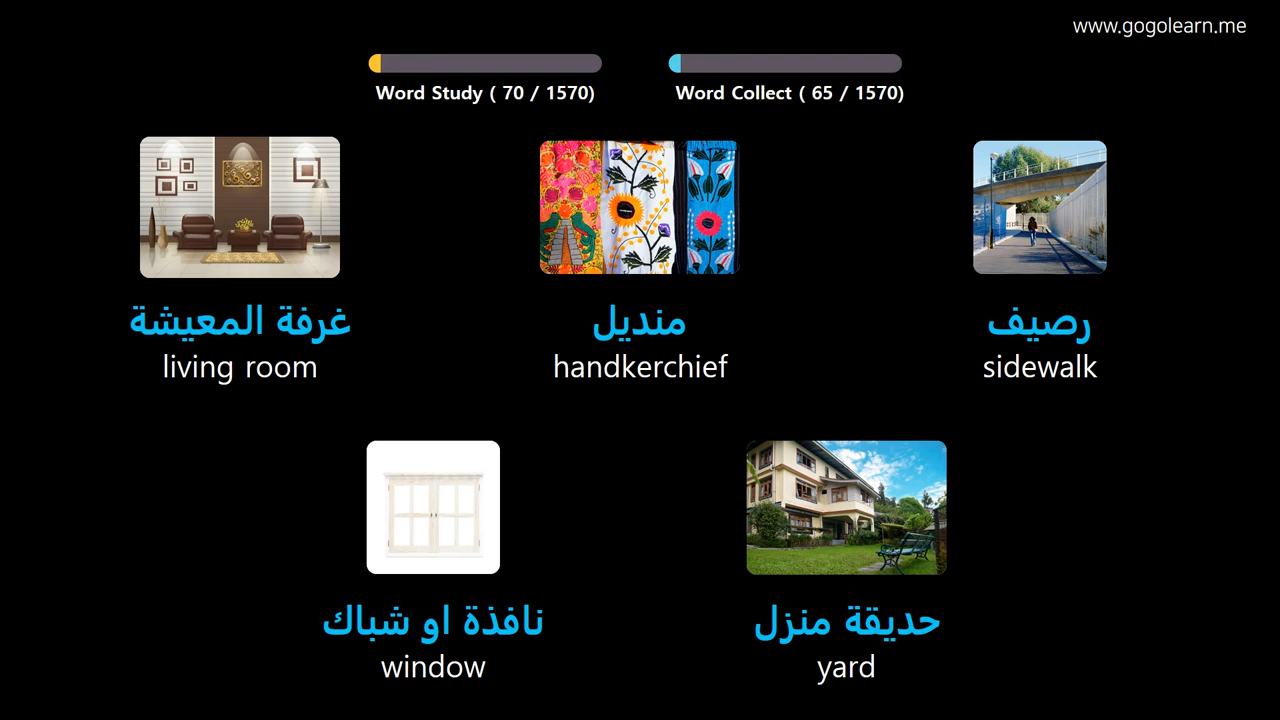 www.gogolearn.me
Word Study ( 70 / 1570)
Word Collect ( 65 / 1570)
غرفة المعيشة
living room
منديل
handkerchief
رصيف
sidewalk
نافذة او شباك
window
حديقة منزل
yard